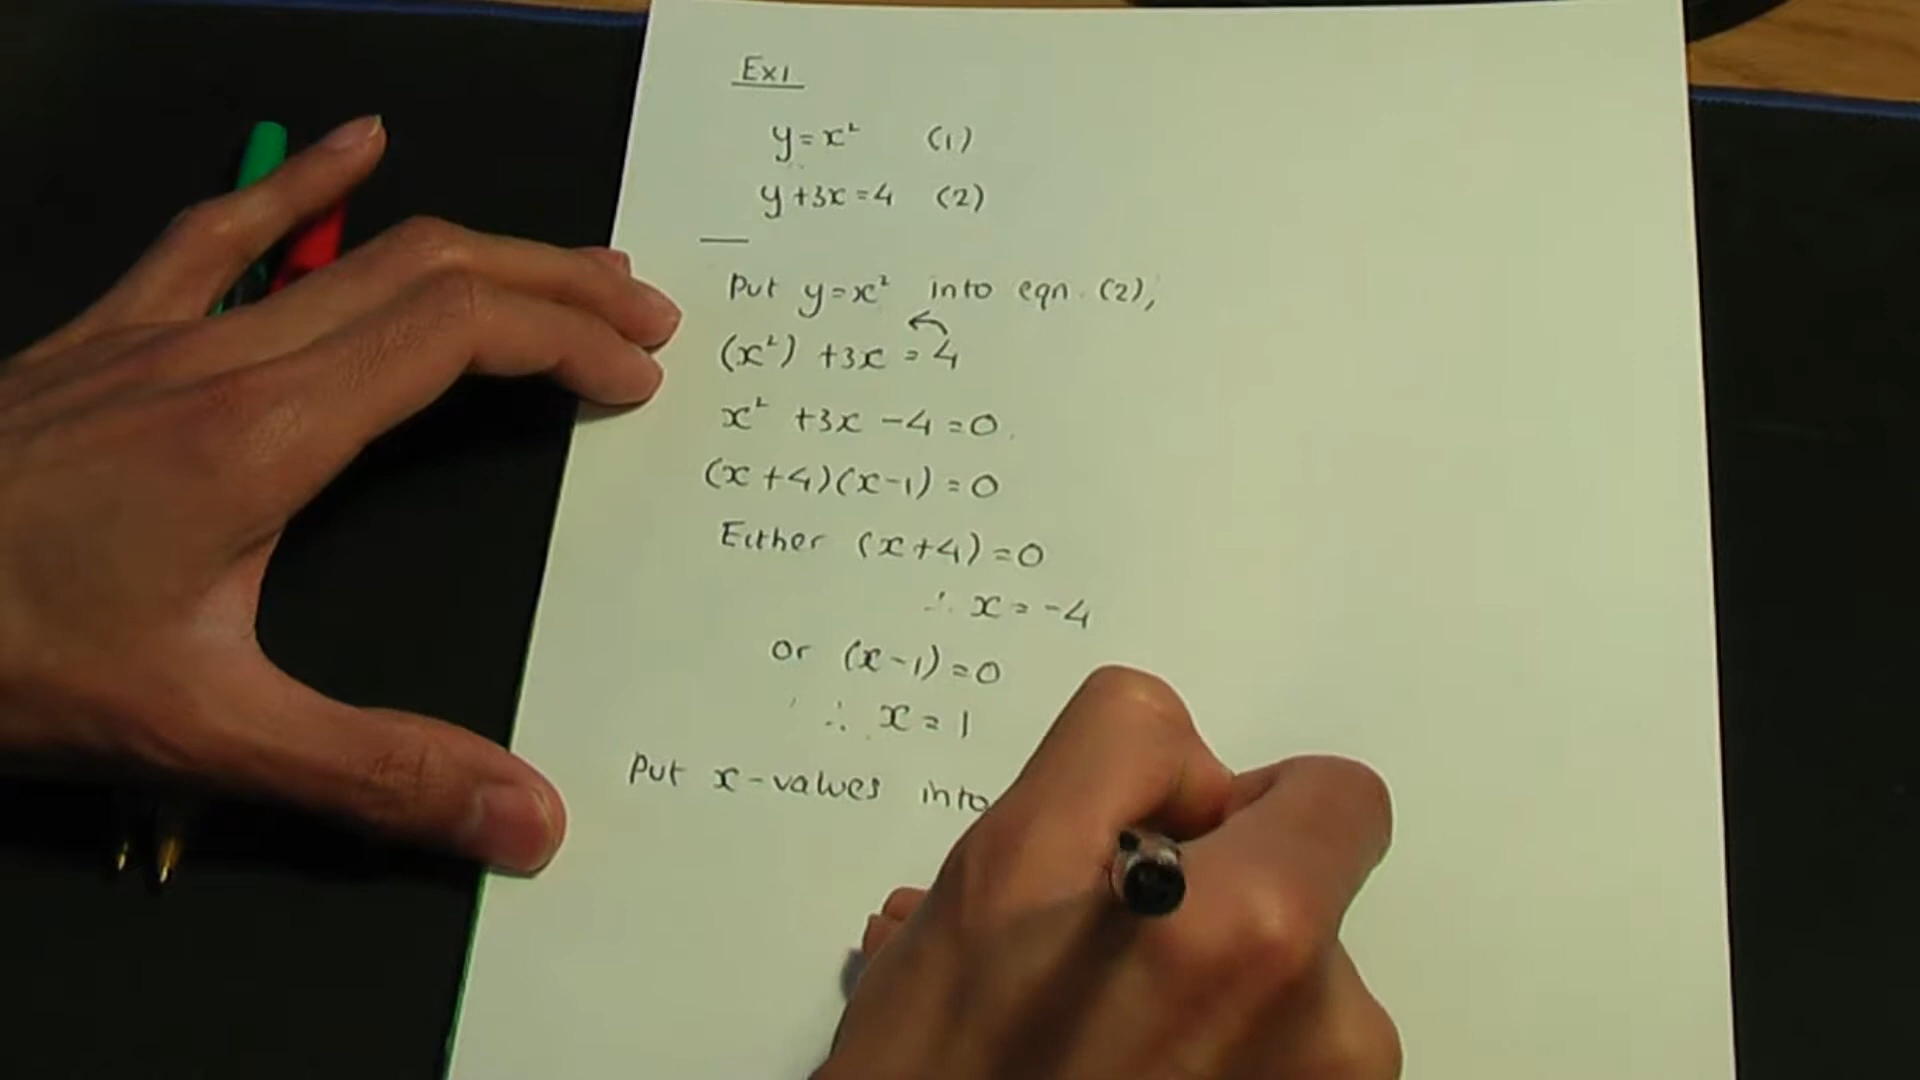 Ex1
y=x² (1)
y+3x=4 (2)
Put y=x² into eqn. (2),
(x²) +3x = 4
x² +3x -4 =0
(x+4)(x-1)=0
Either (x+4)=0
∴ x = -4
or (x-1)=0
∴ x = 1
Put x-values into